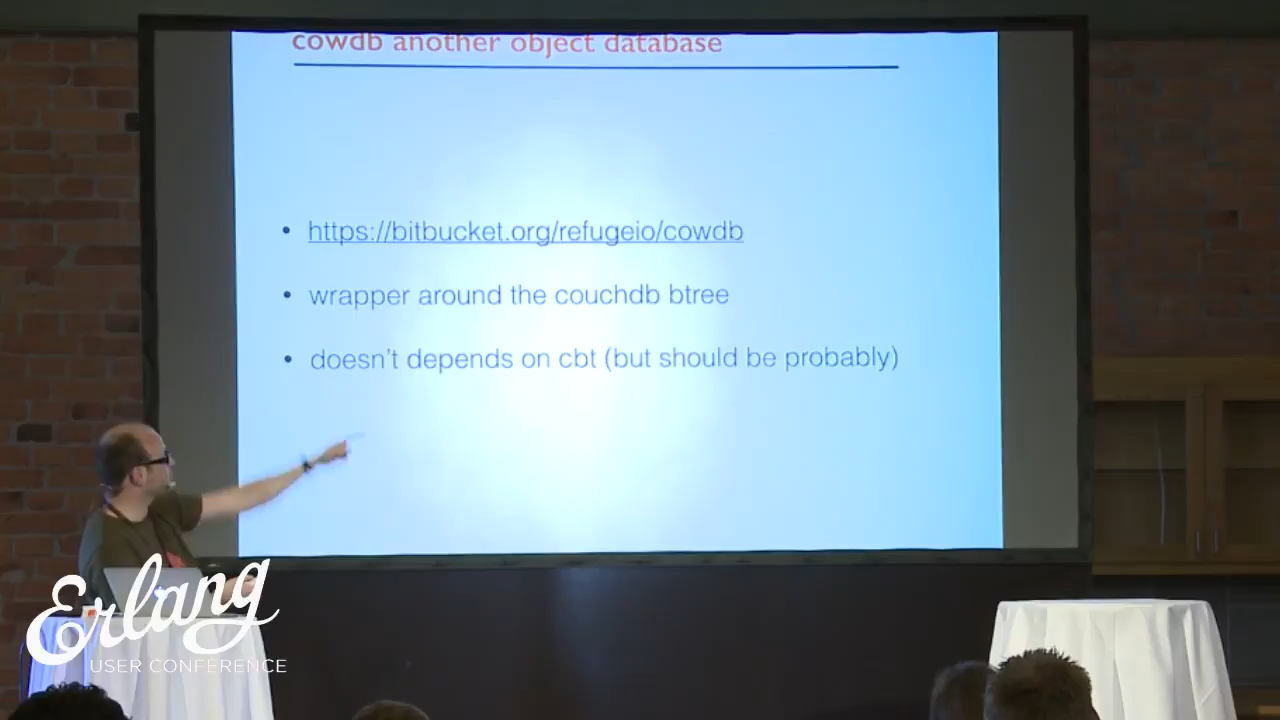 cowdb another object database
• https://bitbucket.org/refugeio/cowdb
• wrapper around the couchdb btree
• doesn't depends on cbt (but should be probably)
Erlang
USER CONFERENCE